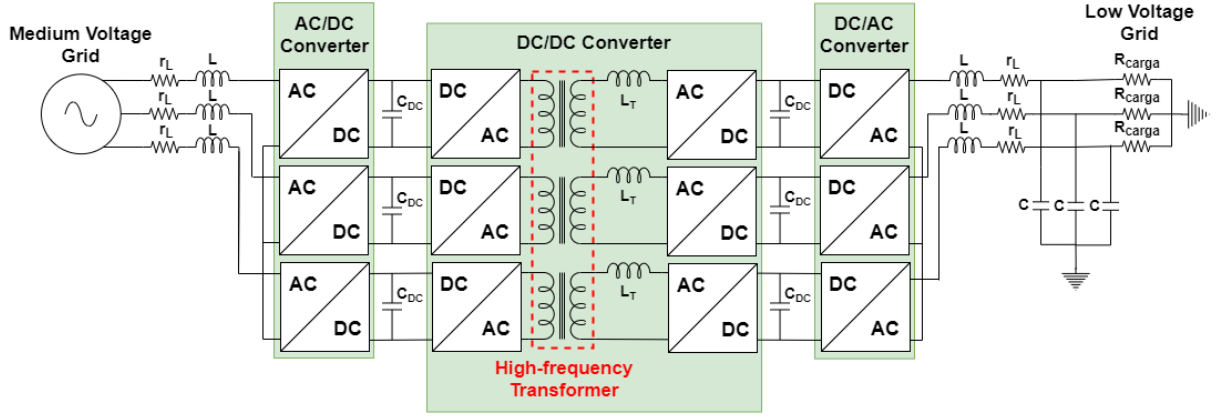 Medium Voltage
Grid
AC/DC
Converter
DC/DC Converter
DC/AC
Converter
Low Voltage
Grid
rL
L
rL
L
rL
L
AC
DC
CDC
DC
AC
LT
AC
DC
CDC
DC
AC
L
rL
L
rL
L
rL
Rcarga
Rcarga
Rcarga
AC
DC
CDC
DC
AC
LT
AC
DC
CDC
DC
AC
C
C
C
AC
DC
CDC
DC
AC
LT
AC
DC
CDC
DC
AC
High-frequency
Transformer